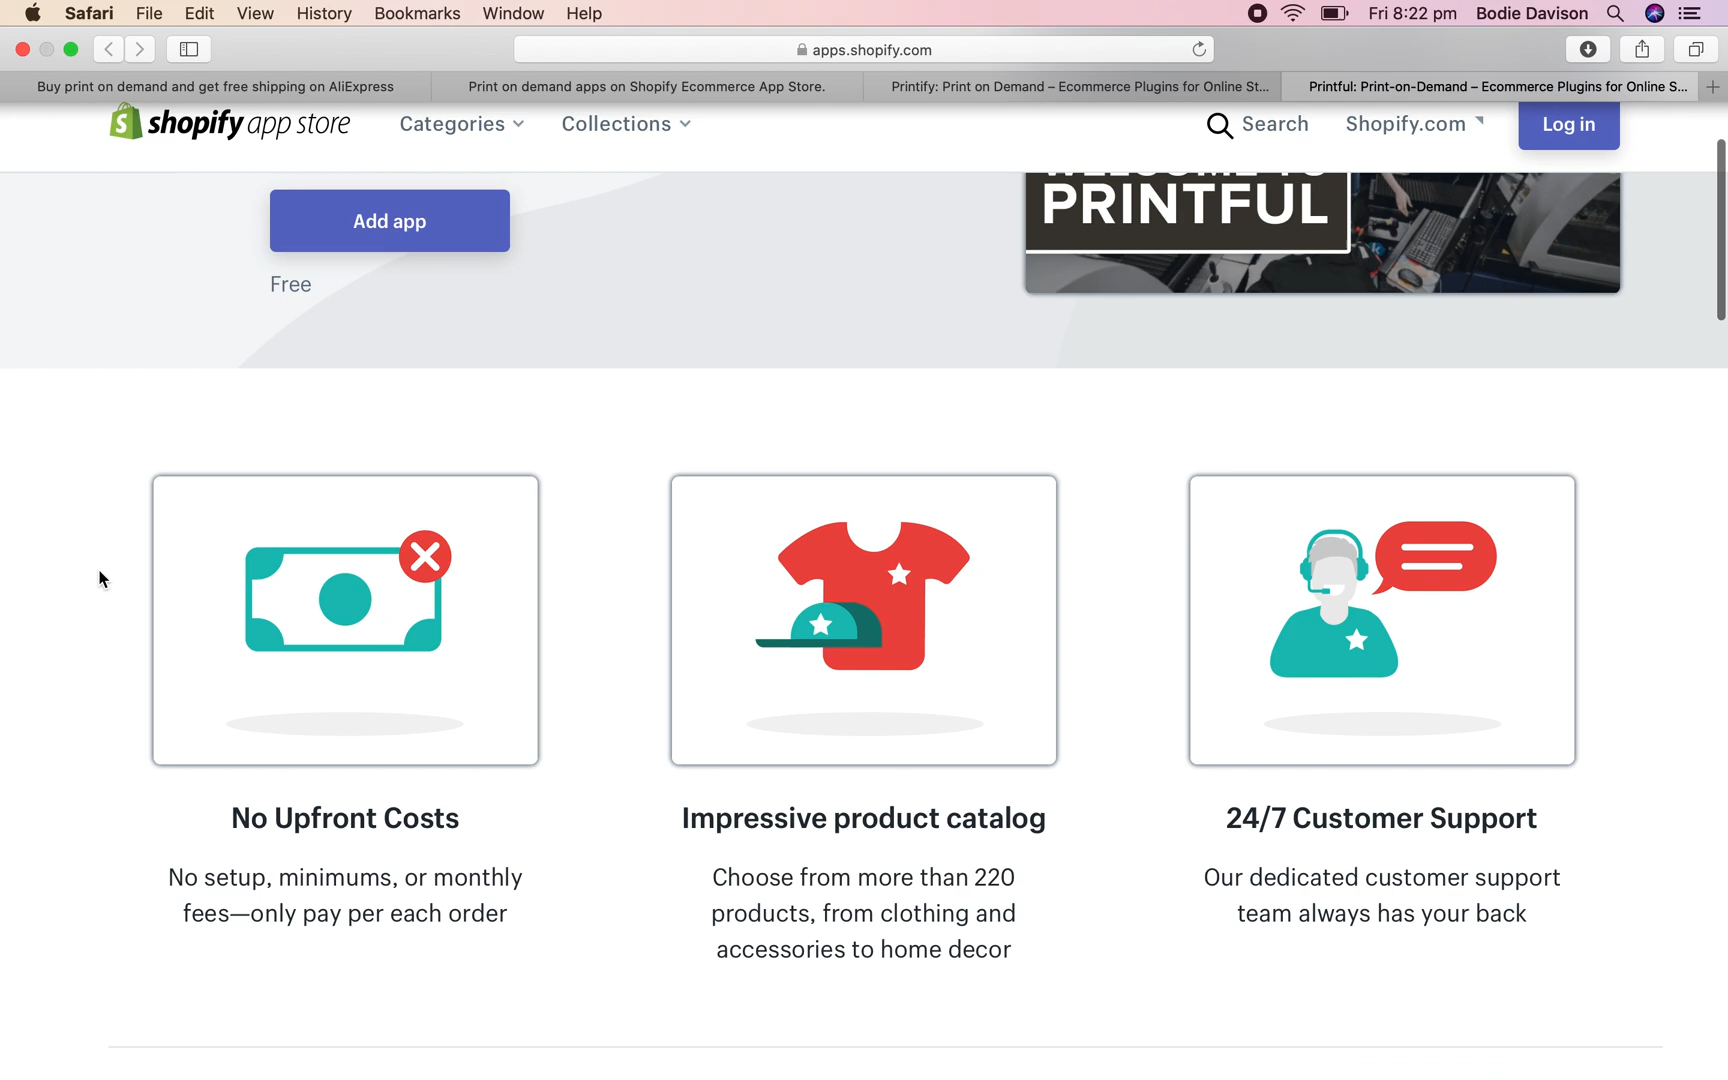 Safari File Edit View History Bookmarks Window Help Fri 8:22 pm Bodie Davison
apps.shopify.com
Buy print on demand and get free shipping on AliExpress
Print on demand apps on Shopify Ecommerce App Store.
Printify: Print on Demand – Ecommerce Plugins for Online St...
Printful: Print-on-Demand – Ecommerce Plugins for Online S...
shopify app store Categories Collections Search Shopify.com Log in
WELCOME TO
PRINTFUL
Add app
Free
No Upfront Costs
No setup, minimums, or monthly
fees—only pay per each order
Impressive product catalog
Choose from more than 220
products, from clothing and
accessories to home decor
24/7 Customer Support
Our dedicated customer support
team always has your back